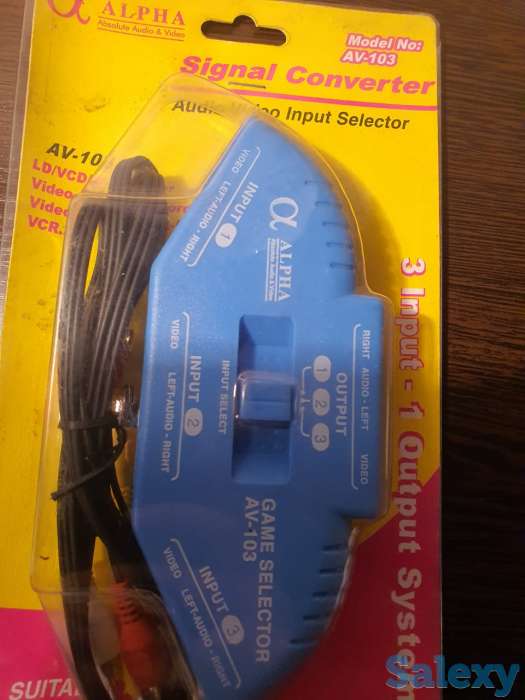 α ALPHA
Absolute Audio & Video
Model No:
AV-103
Signal Converter
Audio Video Input Selector
AV-10
LD/VCD/
Video
Video
VCR.
VIDEO LEFT-AUDIO - RIGHT
INPUT 1
α ALPHA
Absolute Audio & Video
3 Input - 1 Output System
RIGHT AUDIO - LEFT VIDEO
OUTPUT
1 2 3
INPUT SELECT
INPUT 2
VIDEO LEFT-AUDIO - RIGHT
GAME SELECTOR
AV-103
INPUT 3
VIDEO LEFT-AUDIO - RIGHT
SUITA
Salexy